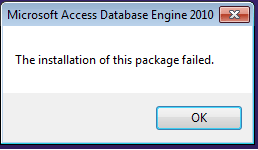 Microsoft Access Database Engine 2010
The installation of this package failed.
OK